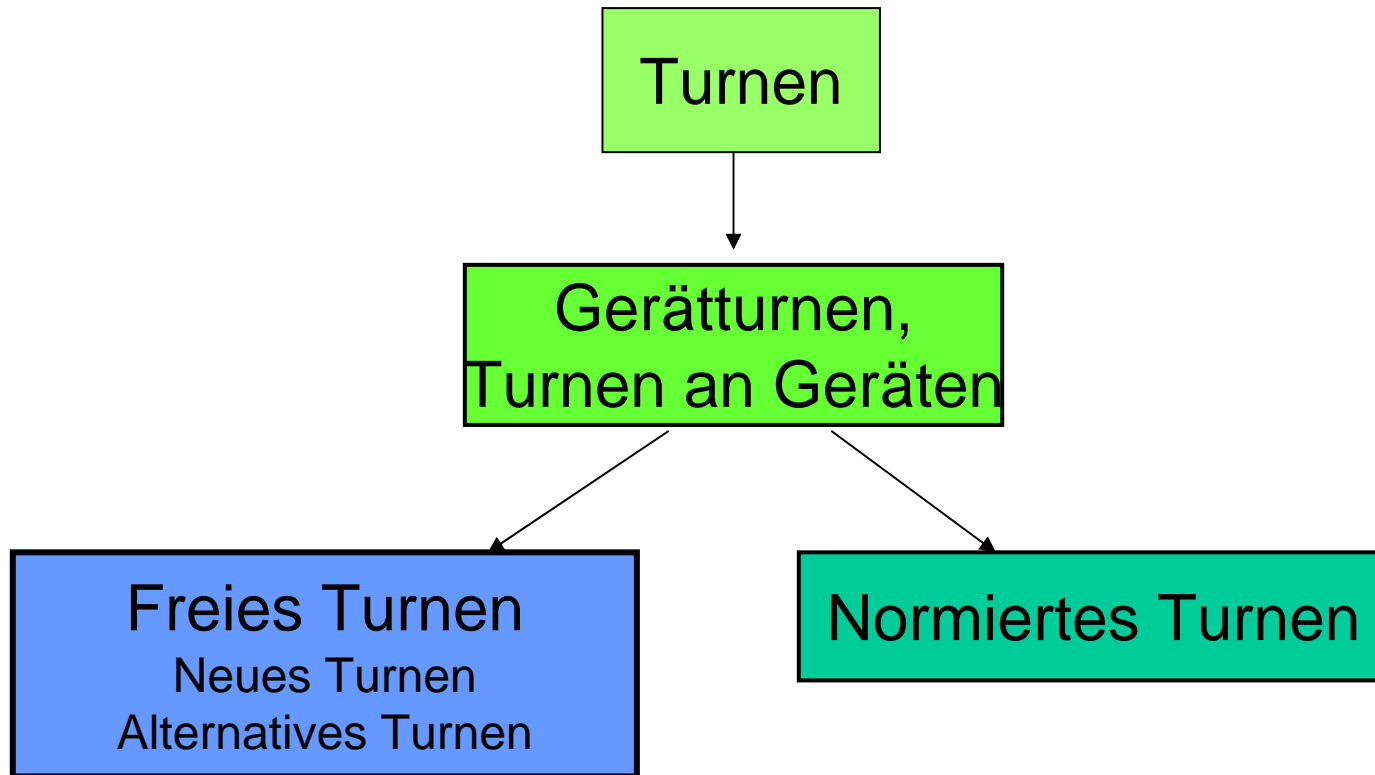 Turnen
Gerätturnen,
Turnen an Geräten
Freies Turnen
Neues Turnen
Alternatives Turnen
Normiertes Turnen